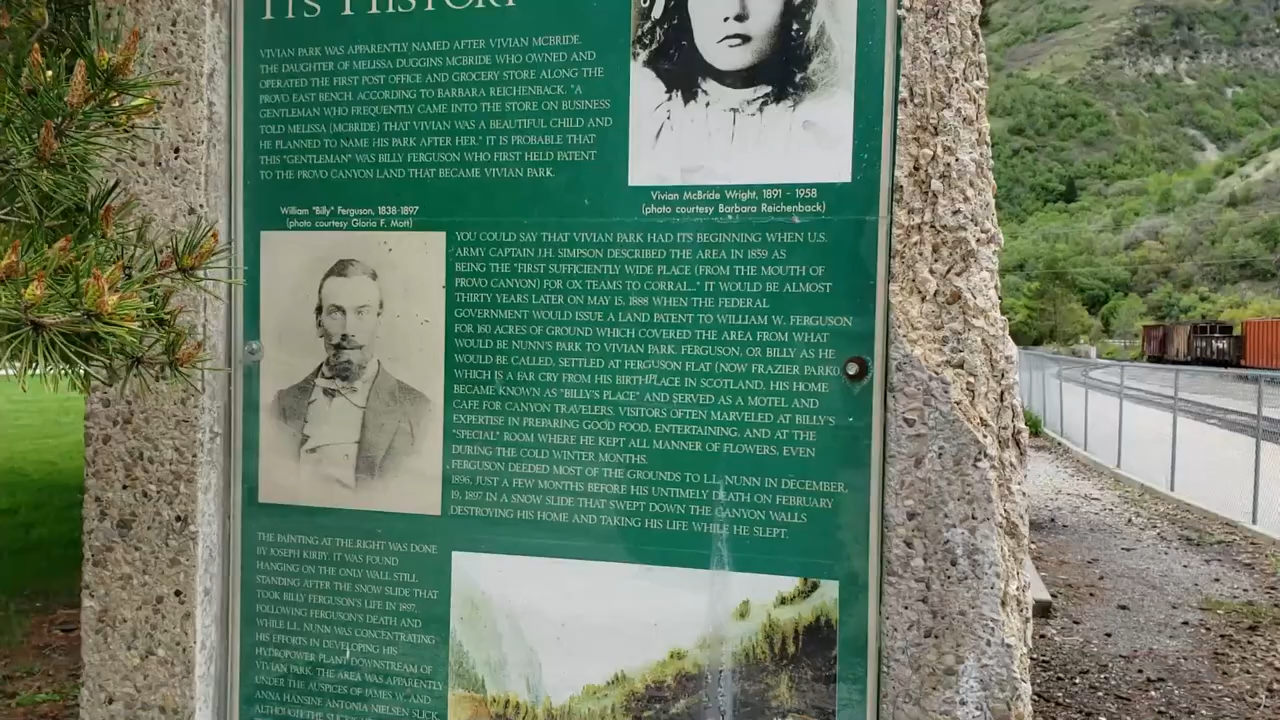 ITS HISTORY
VIVIAN PARK WAS APPARENTLY NAMED AFTER VIVIAN MCBRIDE,
THE DAUGHTER OF MELISSA DUGGINS MCBRIDE WHO OWNED AND
OPERATED THE FIRST POST OFFICE AND GROCERY STORE ALONG THE
PROVO EAST BENCH. ACCORDING TO BARBARA REICHENBACK, "A
GENTLEMAN WHO FREQUENTLY CAME INTO THE STORE ON BUSINESS
TOLD MELISSA (MCBRIDE) THAT VIVIAN WAS A BEAUTIFUL CHILD AND
HE PLANNED TO NAME HIS PARK AFTER HER." IT IS PROBABLE THAT
THIS "GENTLEMAN" WAS BILLY FERGUSON WHO FIRST HELD PATENT
TO THE PROVO CANYON LAND THAT BECAME VIVIAN PARK.
Vivian McBride Wright, 1891 - 1958
(photo courtesy Barbara Reichenback)
William "Billy" Ferguson, 1838-1897
(photo courtesy Gloria F. Mott)
YOU COULD SAY THAT VIVIAN PARK HAD ITS BEGINNING WHEN U.S.
ARMY CAPTAIN J.H. SIMPSON DESCRIBED THE AREA IN 1859 AS
BEING THE "FIRST SUFFICIENTLY WIDE PLACE (FROM THE MOUTH OF
PROVO CANYON) FOR OX TEAMS TO CORRAL..." IT WOULD BE ALMOST
THIRTY YEARS LATER ON MAY 15, 1888 WHEN THE FEDERAL
GOVERNMENT WOULD ISSUE A LAND PATENT TO WILLIAM W. FERGUSON
FOR 160 ACRES OF GROUND WHICH COVERED THE AREA FROM WHAT
WOULD BE NUNN'S PARK TO VIVIAN PARK. FERGUSON, OR BILLY AS HE
WOULD BE CALLED, SETTLED AT FERGUSON FLAT (NOW FRAZIER PARK),
WHICH IS A FAR CRY FROM HIS BIRTHPLACE IN SCOTLAND. HIS HOME
BECAME KNOWN AS "BILLY'S PLACE" AND SERVED AS A MOTEL AND
CAFE FOR CANYON TRAVELERS. VISITORS OFTEN MARVELED AT BILLY'S
EXPERTISE IN PREPARING GOOD FOOD, ENTERTAINING, AND AT THE
"SPECIAL" ROOM WHERE HE KEPT ALL MANNER OF FLOWERS, EVEN
DURING THE COLD WINTER MONTHS.
FERGUSON DEEDED MOST OF THE GROUNDS TO L.L. NUNN IN DECEMBER,
1896, JUST A FEW MONTHS BEFORE HIS UNTIMELY DEATH ON FEBRUARY
19, 1897 IN A SNOW SLIDE THAT SWEPT DOWN THE CANYON WALLS
DESTROYING HIS HOME AND TAKING HIS LIFE WHILE HE SLEPT.
THE PAINTING AT THE RIGHT WAS DONE
BY JOSEPH KIRBY. IT WAS FOUND
HANGING ON THE ONLY WALL STILL
STANDING AFTER THE SNOW SLIDE THAT
TOOK BILLY FERGUSON'S LIFE IN 1897.
FOLLOWING FERGUSON'S DEATH AND
WHILE L.L. NUNN WAS CONCENTRATING
HIS EFFORTS IN DEVELOPING HIS
HYDROPOWER PLANT DOWNSTREAM OF
VIVIAN PARK, THE AREA WAS APPARENTLY
UNDER THE AUSPICES OF JAMES W. AND
ANNA HANSINE ANTONIA NIELSEN SLICK.
ALTHOUGH THE